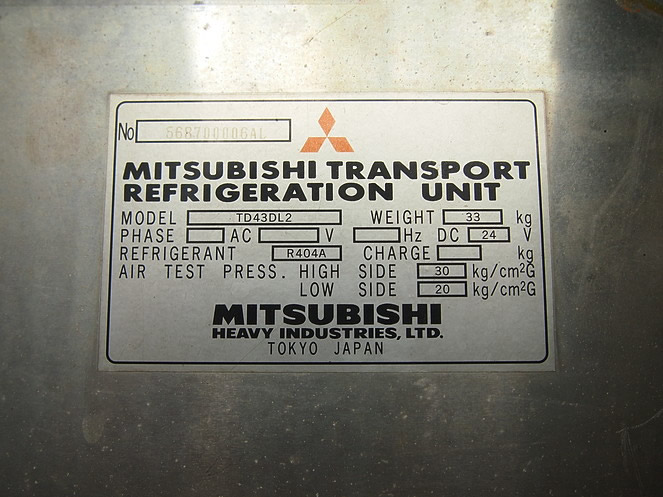 No 568700006AL
MITSUBISHI TRANSPORT
REFRIGERATION UNIT
MODEL TD43DL2 WEIGHT 33 kg
PHASE AC V Hz DC 24 V
REFRIGERANT R404A CHARGE kg
AIR TEST PRESS. HIGH SIDE 30 kg/cm²G
LOW SIDE 20 kg/cm²G
MITSUBISHI
HEAVY INDUSTRIES, LTD.
TOKYO JAPAN